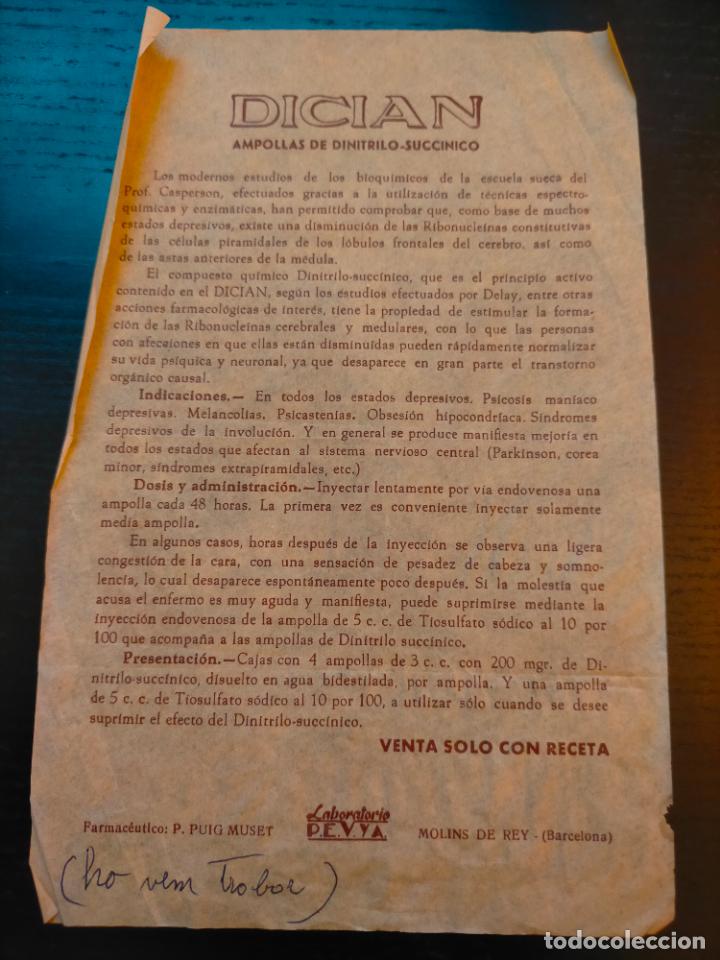 DICIAN
AMPOLLAS DE DINITRILO-SUCCINICO
Los modernos estudios de los bioquímicos de la escuela sueca del
Prof. Casperson, efectuados gracias a la utilización de técnicas espectro-
químicas y enzimáticas, han permitido comprobar que, como base de muchos
estados depresivos, existe una disminución de las Ribonucleínas constitutivas
de las células piramidales de los lóbulos frontales del cerebro, así como
de las astas anteriores de la médula.
El compuesto químico Dinitrilo-succínico, que es el principio activo
contenido en el DICIAN, según los estudios efectuados por Delay, entre otras
acciones farmacológicas de interés, tiene la propiedad de estimular la forma-
ción de las Ribonucleínas cerebrales y medulares, con lo que las personas
con afecciones en que ellas están disminuidas pueden rápidamente normalizar
su vida psíquica y neuronal, ya que desaparece en gran parte el transtorno
orgánico causal.
Indicaciones.— En todos los estados depresivos. Psicosis maníaco
depresivas. Melancolías. Psicastenias. Obsesión hipocondríaca. Síndromes
depresivos de la involución. Y en general se produce manifiesta mejoría en
todos los estados que afectan al sistema nervioso central (Parkinson, corea
minor, síndromes extrapiramidales, etc.)
Dosis y administración.—Inyectar lentamente por vía endovenosa una
ampolla cada 48 horas. La primera vez es conveniente inyectar solamente
media ampolla.
En algunos casos, horas después de la inyección se observa una ligera
congestión de la cara, con una sensación de pesadez de cabeza y somno-
lencia, lo cual desaparece espontáneamente poco después. Si la molestia que
acusa el enfermo es muy aguda y manifiesta, puede suprimirse mediante la
inyección endovenosa de la ampolla de 5 c. c. de Tiosulfato sódico al 10 por
100 que acompaña a las ampollas de Dinitrilo succínico.
Presentación.—Cajas con 4 ampollas de 3 c. c. con 200 mgr. de Di-
nitrilo-succínico, disuelto en agua bidestilada, por ampolla. Y una ampolla
de 5 c. c. de Tiosulfato sódico al 10 por 100, a utilizar sólo cuando se desee
suprimir el efecto del Dinitrilo-succínico.
VENTA SOLO CON RECETA
Farmacéutico: P. PUIG MUSET
Laboratorio
P.E.V.YA.
MOLINS DE REY - (Barcelona)
(ho vem trobar)
todocoleccion